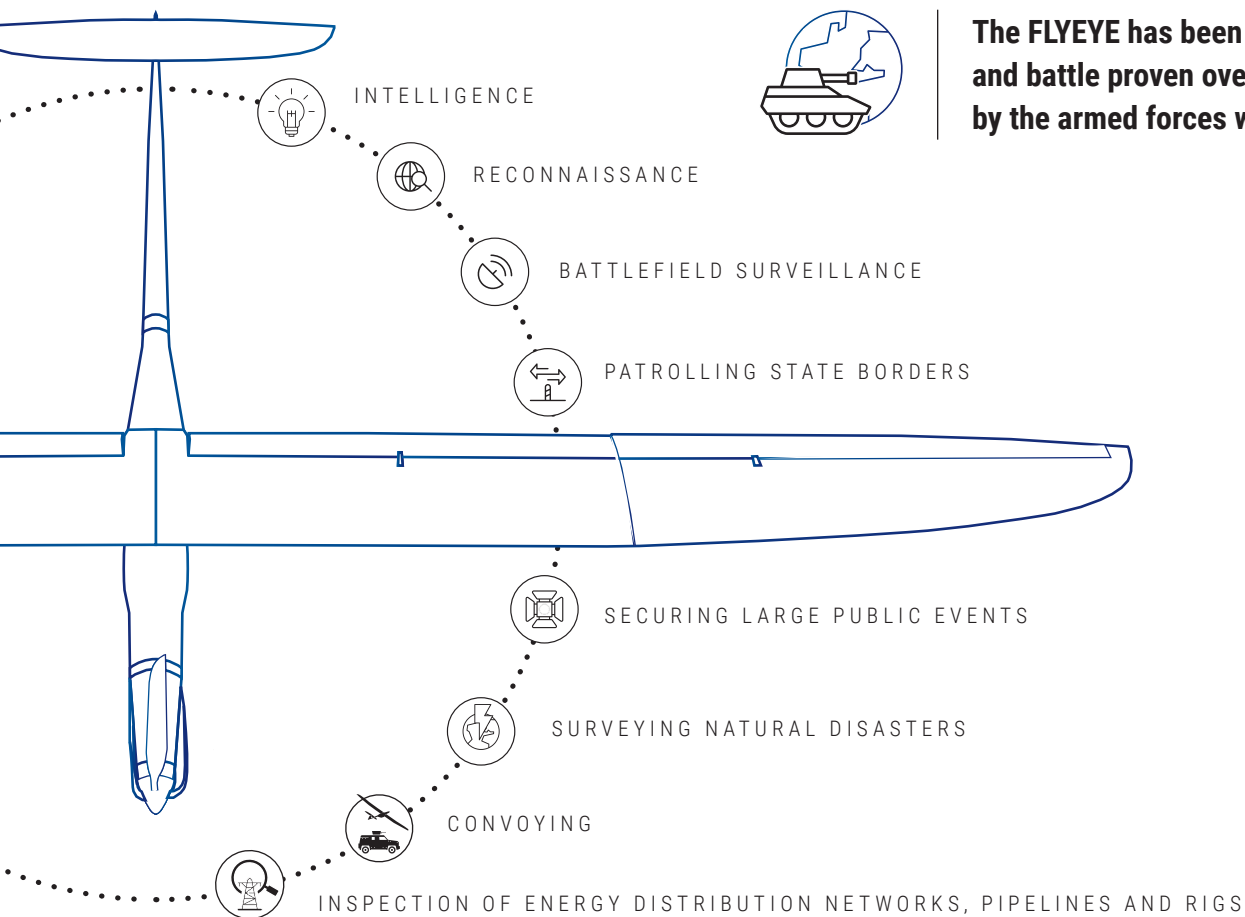 The FLYEYE has been
and battle proven ove
by the armed forces w
INTELLIGENCE
RECONNAISSANCE
BATTLEFIELD SURVEILLANCE
PATROLLING STATE BORDERS
SECURING LARGE PUBLIC EVENTS
SURVEYING NATURAL DISASTERS
CONVOYING
INSPECTION OF ENERGY DISTRIBUTION NETWORKS, PIPELINES AND RIGS